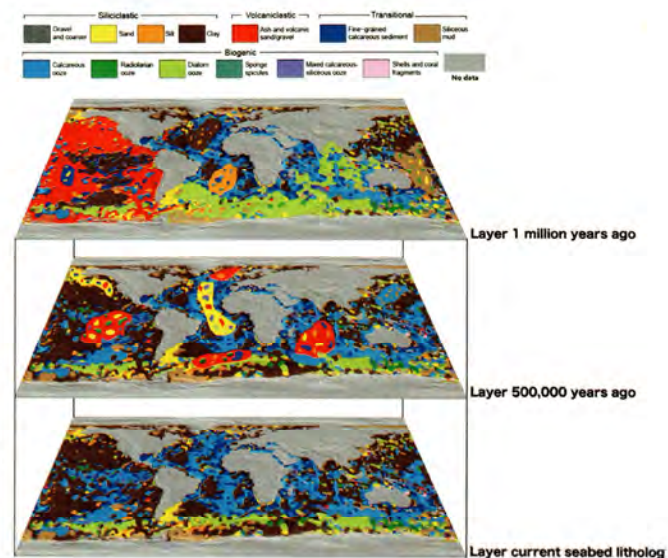 Siliciclastic
Volcaniclastic
Transitional
Gravel and coarser
Sand
Silt
Clay
Ash and volcanic sand/gravel
Fine-grained calcareous sediment
Siliceous mud
Biogenic
Calcareous ooze
Radiolarian ooze
Diatom ooze
Sponge spicules
Mixed calcareous-siliceous ooze
Shells and coral fragments
No data
Layer 1 million years ago
Layer 500,000 years ago
Layer current seabed litholog